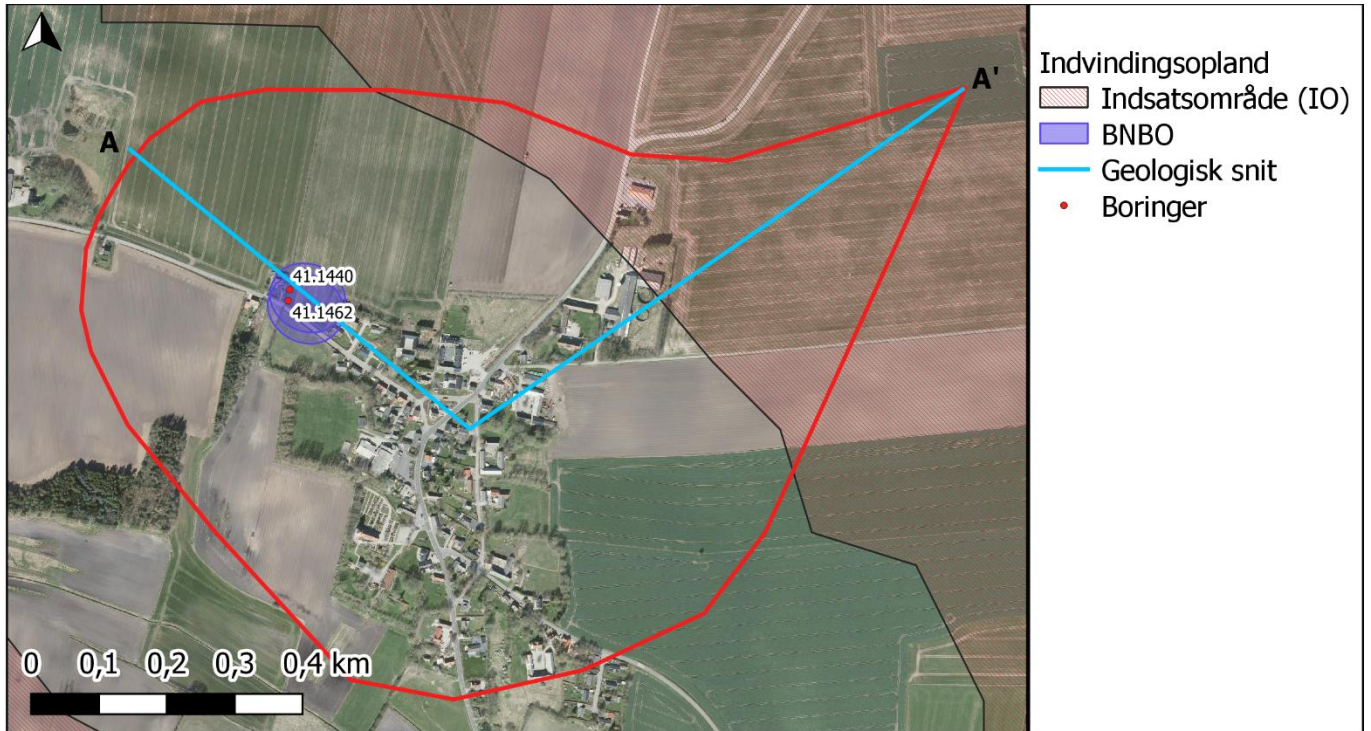 A
A'
41.1440
41.1462
0 0,1 0,2 0,3 0,4 km
Indvindingsopland
Indsatsområde (IO)
BNBO
Geologisk snit
Boringer